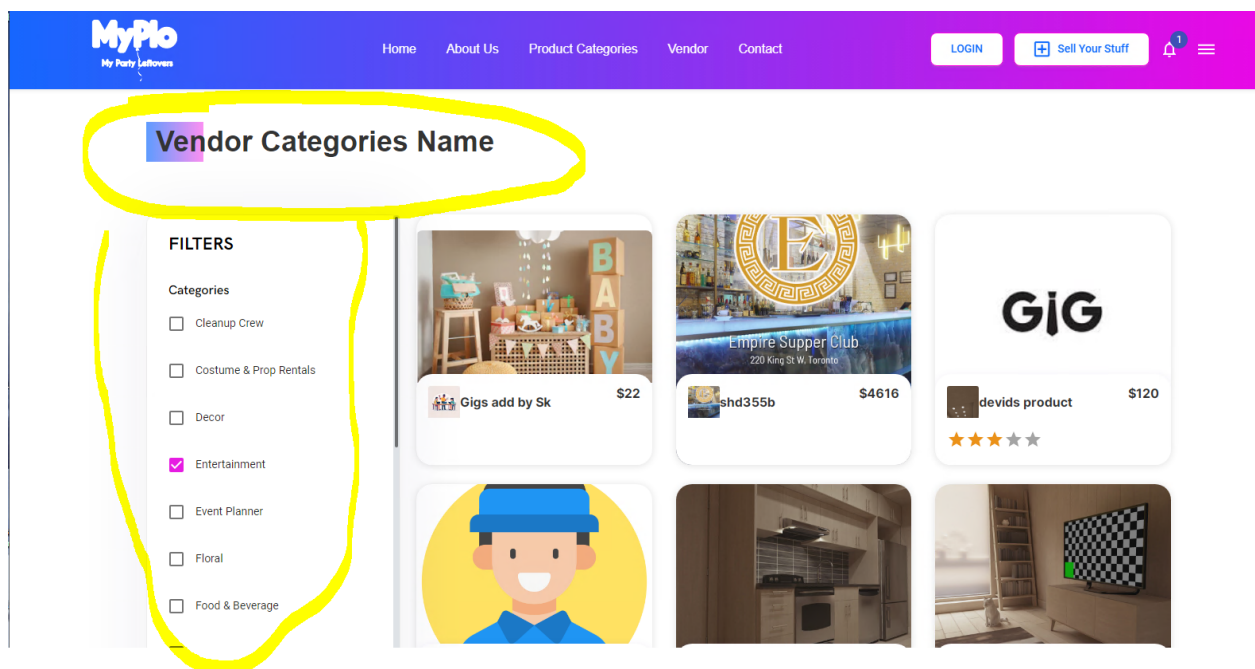 MyPlo
My Party Leftovers
Home About Us Product Categories Vendor Contact LOGIN Sell Your Stuff 1
Vendor Categories Name
FILTERS
Categories
Cleanup Crew
Costume & Prop Rentals
Decor
Entertainment
Event Planner
Floral
Food & Beverage
BABY
Gigs add by Sk $22
E
Empire Supper Club
220 King St W. Toronto
shd355b $4616
GiG
devids product $120